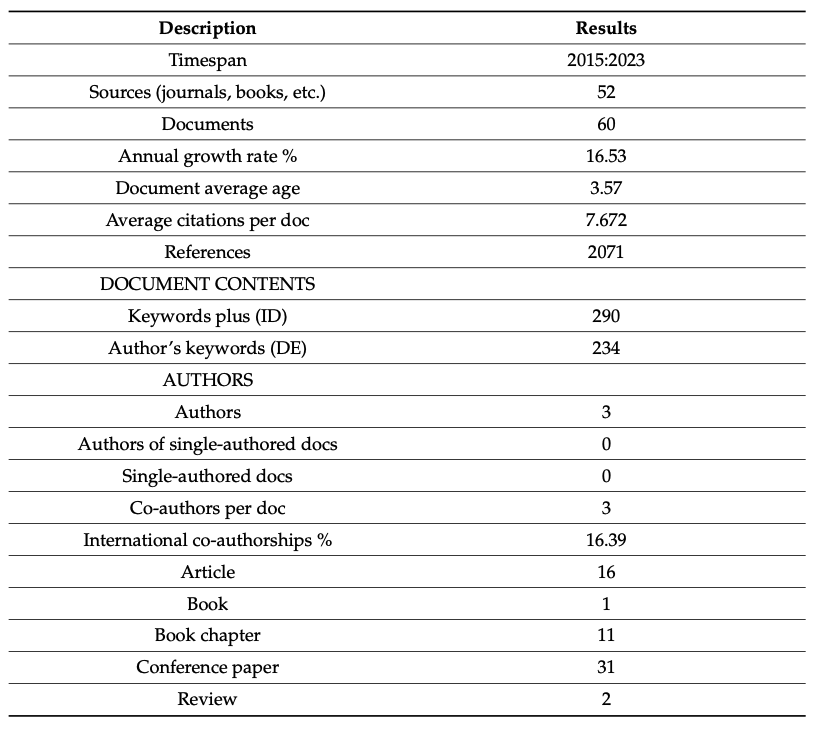 Description Results
Timespan 2015:2023
Sources (journals, books, etc.) 52
Documents 60
Annual growth rate % 16.53
Document average age 3.57
Average citations per doc 7.672
References 2071
DOCUMENT CONTENTS
Keywords plus (ID) 290
Author’s keywords (DE) 234
AUTHORS
Authors 3
Authors of single-authored docs 0
Single-authored docs 0
Co-authors per doc 3
International co-authorships % 16.39
Article 16
Book 1
Book chapter 11
Conference paper 31
Review 2